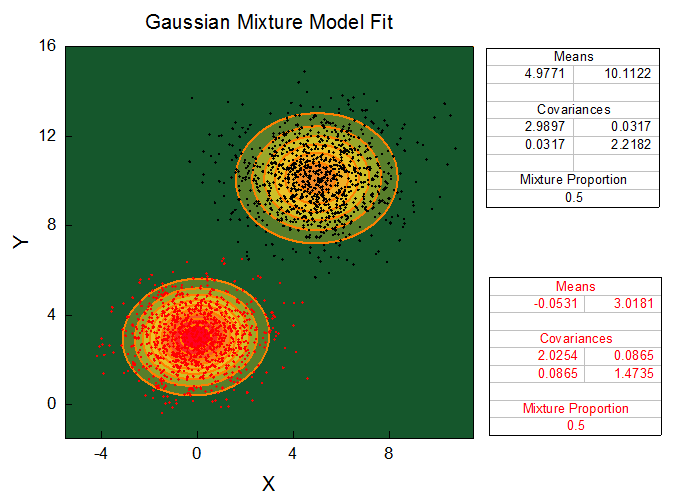 Gaussian Mixture Model Fit
16
12
8
4
0
Y
-4 0 4 8
X
Means
4.9771 10.1122
Covariances
2.9897 0.0317
0.0317 2.2182
Mixture Proportion
0.5
Means
-0.0531 3.0181
Covariances
2.0254 0.0865
0.0865 1.4735
Mixture Proportion
0.5